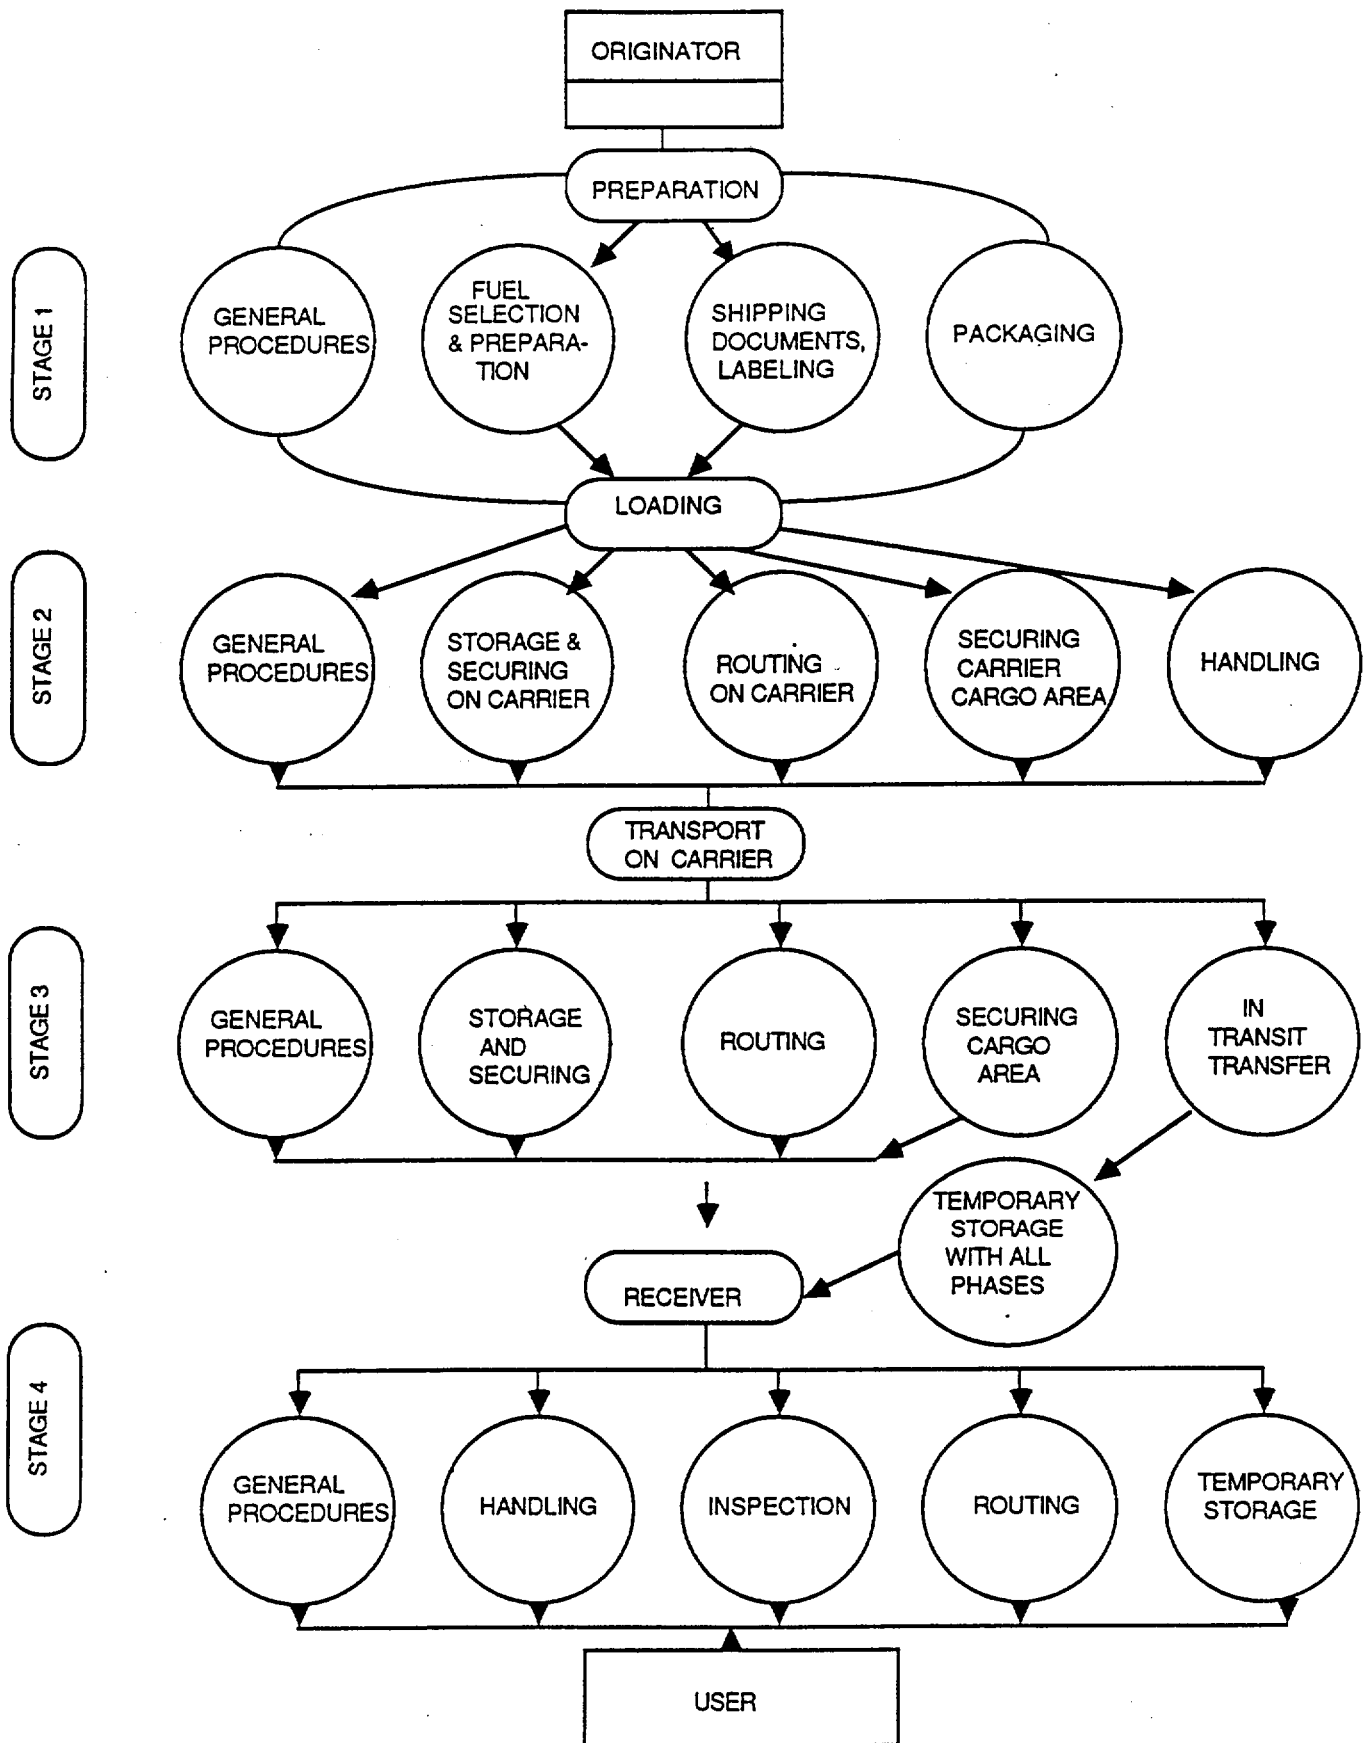 ORIGINATOR
PREPARATION
STAGE 1
GENERAL
PROCEDURES
FUEL
SELECTION
& PREPARA-
TION
SHIPPING
DOCUMENTS,
LABELING
PACKAGING
LOADING
STAGE 2
GENERAL
PROCEDURES
STORAGE &
SECURING
ON CARRIER
ROUTING
ON CARRIER
SECURING
CARRIER
CARGO AREA
HANDLING
TRANSPORT
ON CARRIER
STAGE 3
GENERAL
PROCEDURES
STORAGE
AND
SECURING
ROUTING
SECURING
CARGO
AREA
IN
TRANSIT
TRANSFER
TEMPORARY
STORAGE
WITH ALL
PHASES
RECEIVER
STAGE 4
GENERAL
PROCEDURES
HANDLING
INSPECTION
ROUTING
TEMPORARY
STORAGE
USER